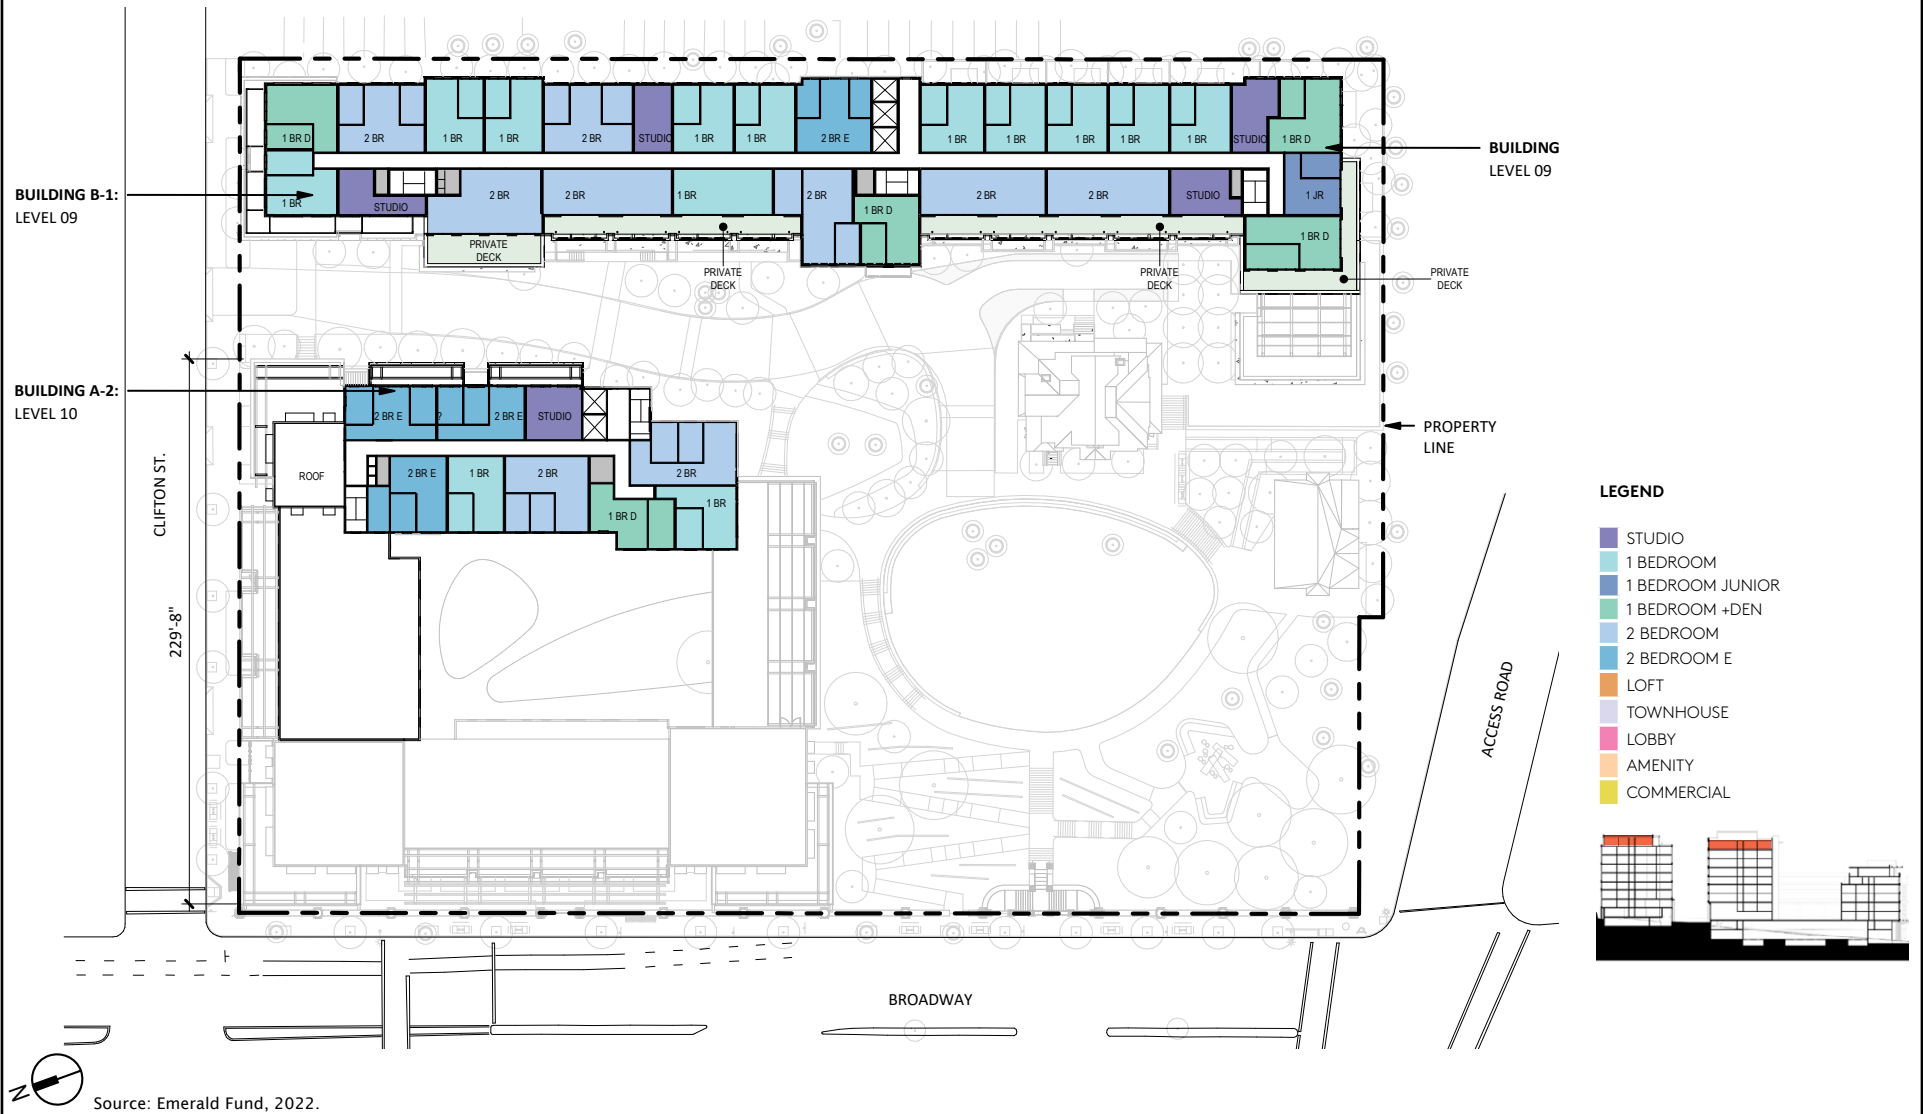 1 BR D
2 BR
1 BR
1 BR
2 BR
STUDIO
1 BR
1 BR
2 BR E
1 BR
1 BR
1 BR
1 BR
1 BR
STUDIO
1 BR D
BUILDING
LEVEL 09
BUILDING B-1:
LEVEL 09
1 BR
STUDIO
2 BR
2 BR
1 BR
2 BR
1 BR D
2 BR
2 BR
STUDIO
1 JR
1 BR D
PRIVATE
DECK
PRIVATE
DECK
PRIVATE
DECK
PRIVATE
DECK
BUILDING A-2:
LEVEL 10
2 BR E
?
2 BR E
STUDIO
ROOF
2 BR E
1 BR
2 BR
2 BR
1 BR D
1 BR
PROPERTY
LINE
CLIFTON ST.
229'-8"
ACCESS ROAD
BROADWAY
LEGEND
STUDIO
1 BEDROOM
1 BEDROOM JUNIOR
1 BEDROOM +DEN
2 BEDROOM
2 BEDROOM E
LOFT
TOWNHOUSE
LOBBY
AMENITY
COMMERCIAL
N
Source: Emerald Fund, 2022.